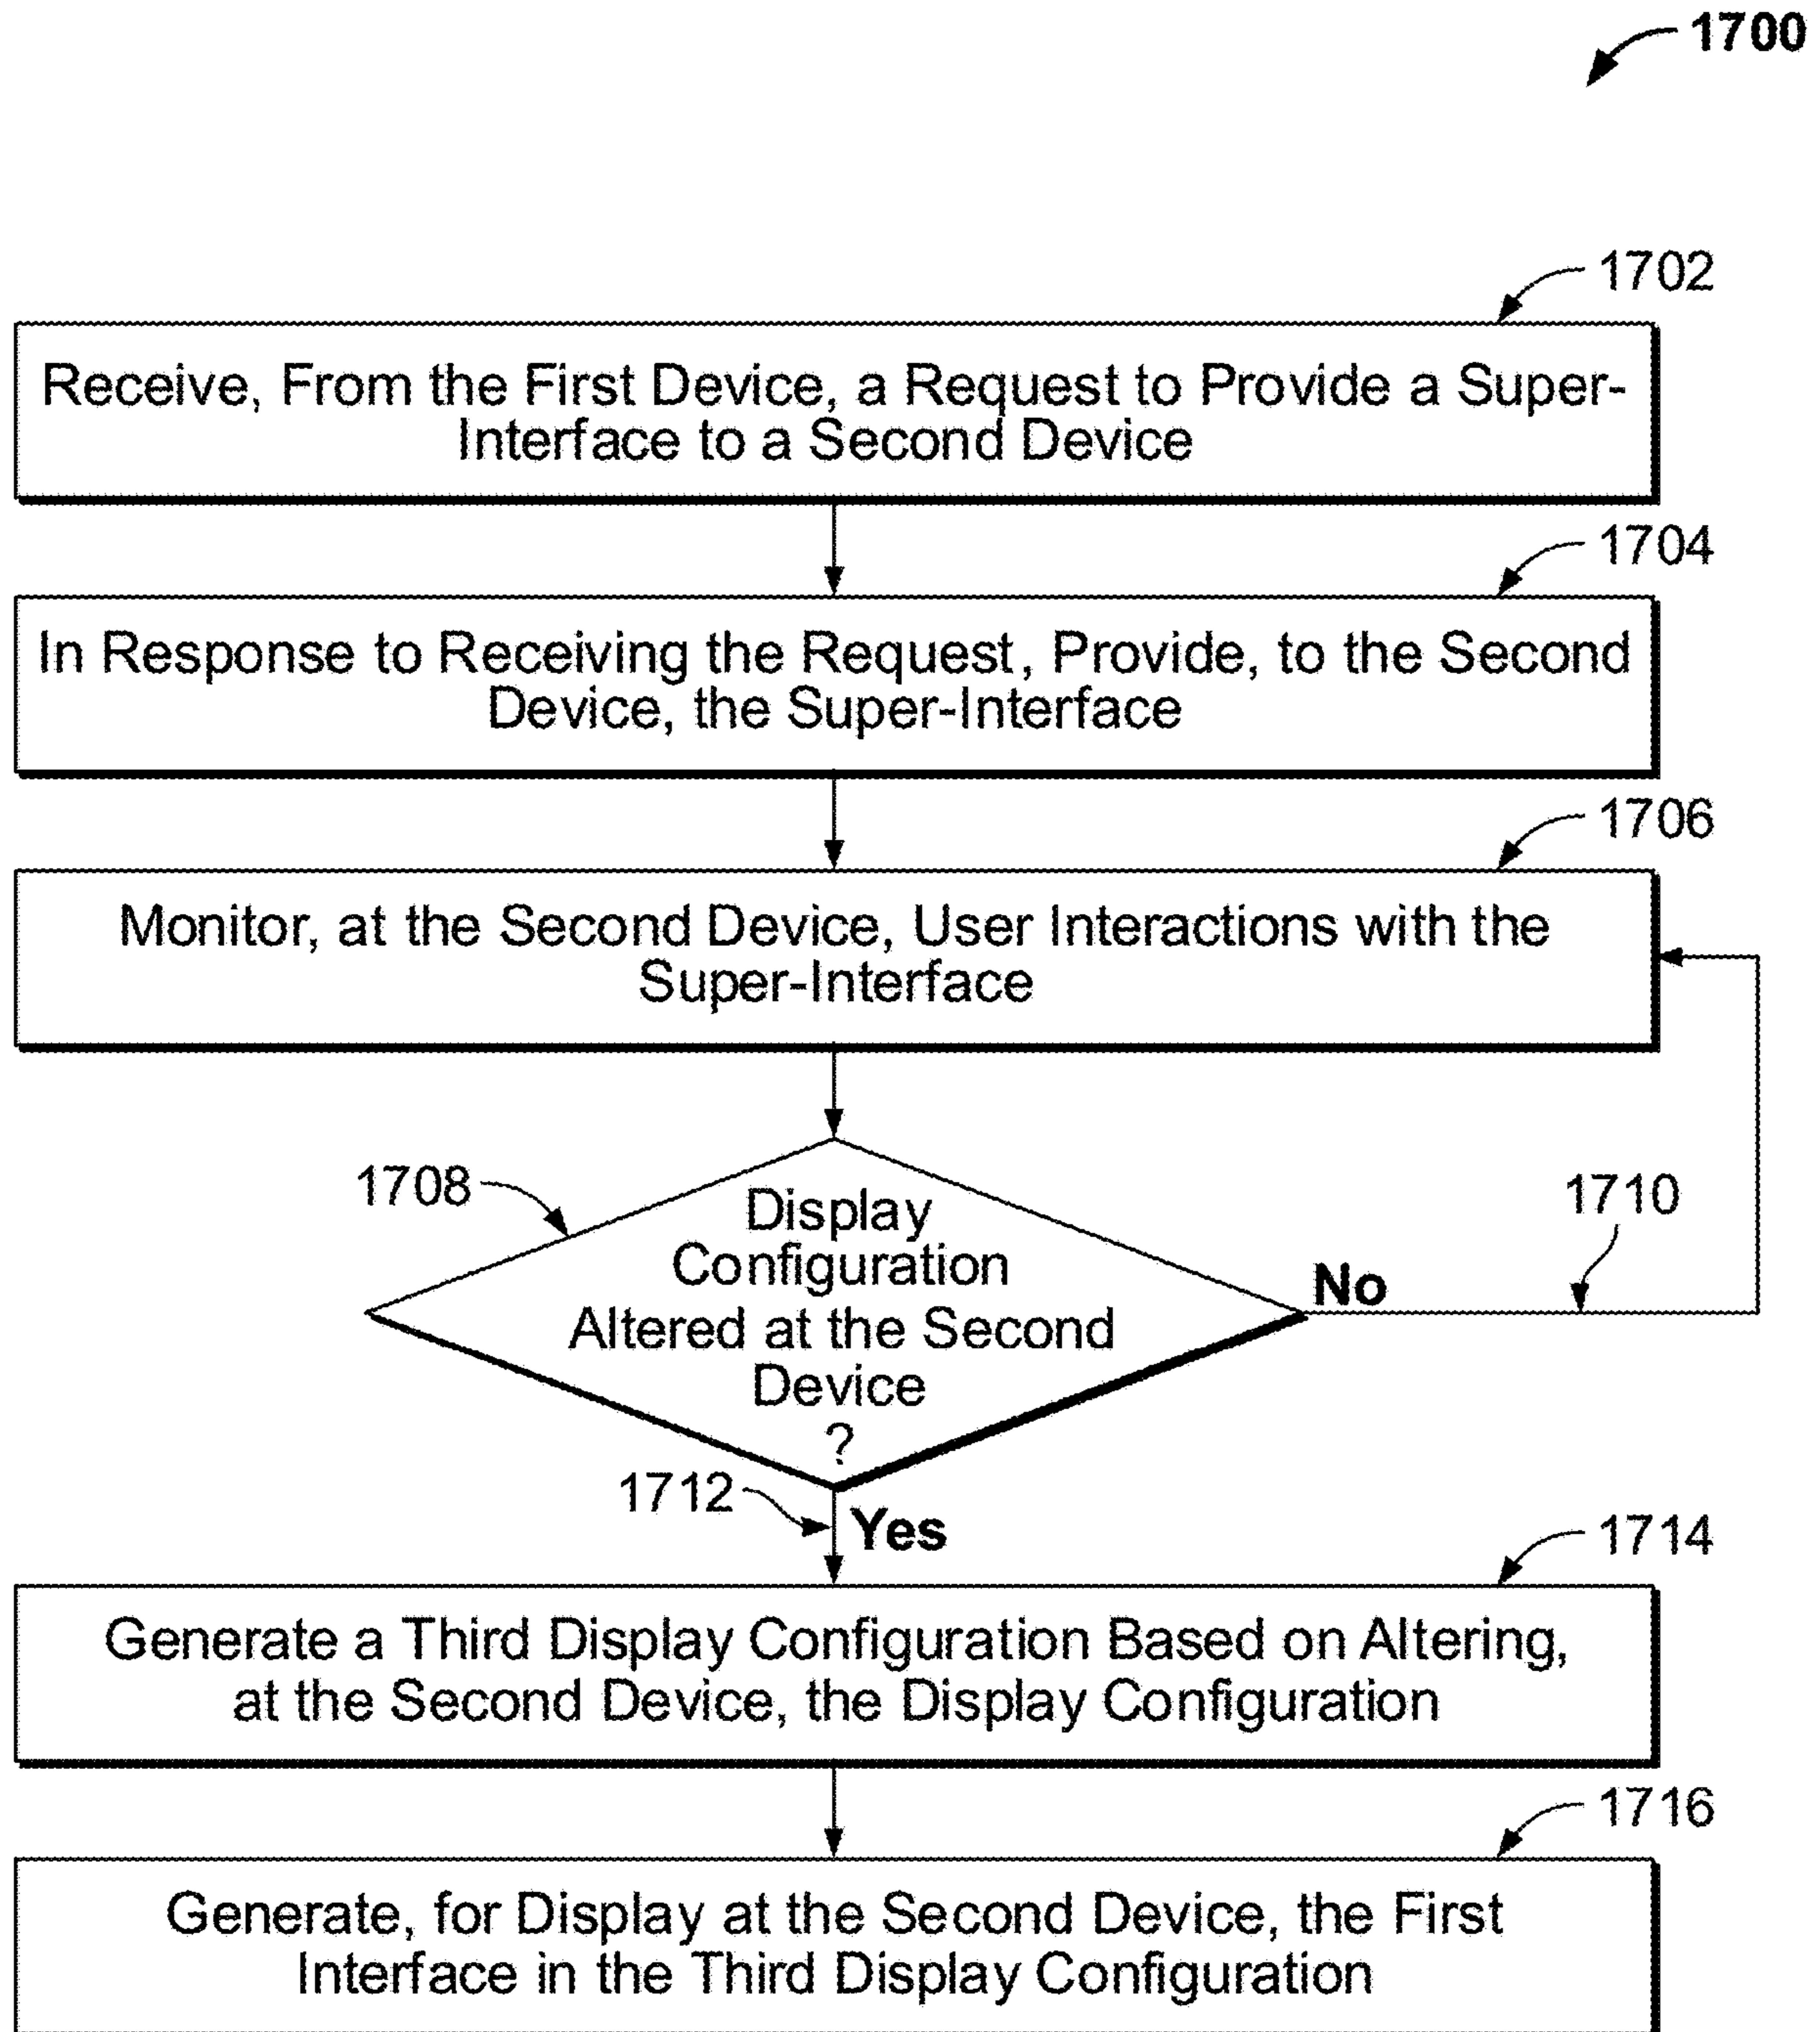 1700
1702
Receive, From the First Device, a Request to Provide a Super-
Interface to a Second Device
1704
In Response to Receiving the Request, Provide, to the Second
Device, the Super-Interface
1706
Monitor, at the Second Device, User Interactions with the
Super-Interface
1708
Display
Configuration
Altered at the Second
Device
?
1710
No
1712
Yes
1714
Generate a Third Display Configuration Based on Altering,
at the Second Device, the Display Configuration
1716
Generate, for Display at the Second Device, the First
Interface in the Third Display Configuration